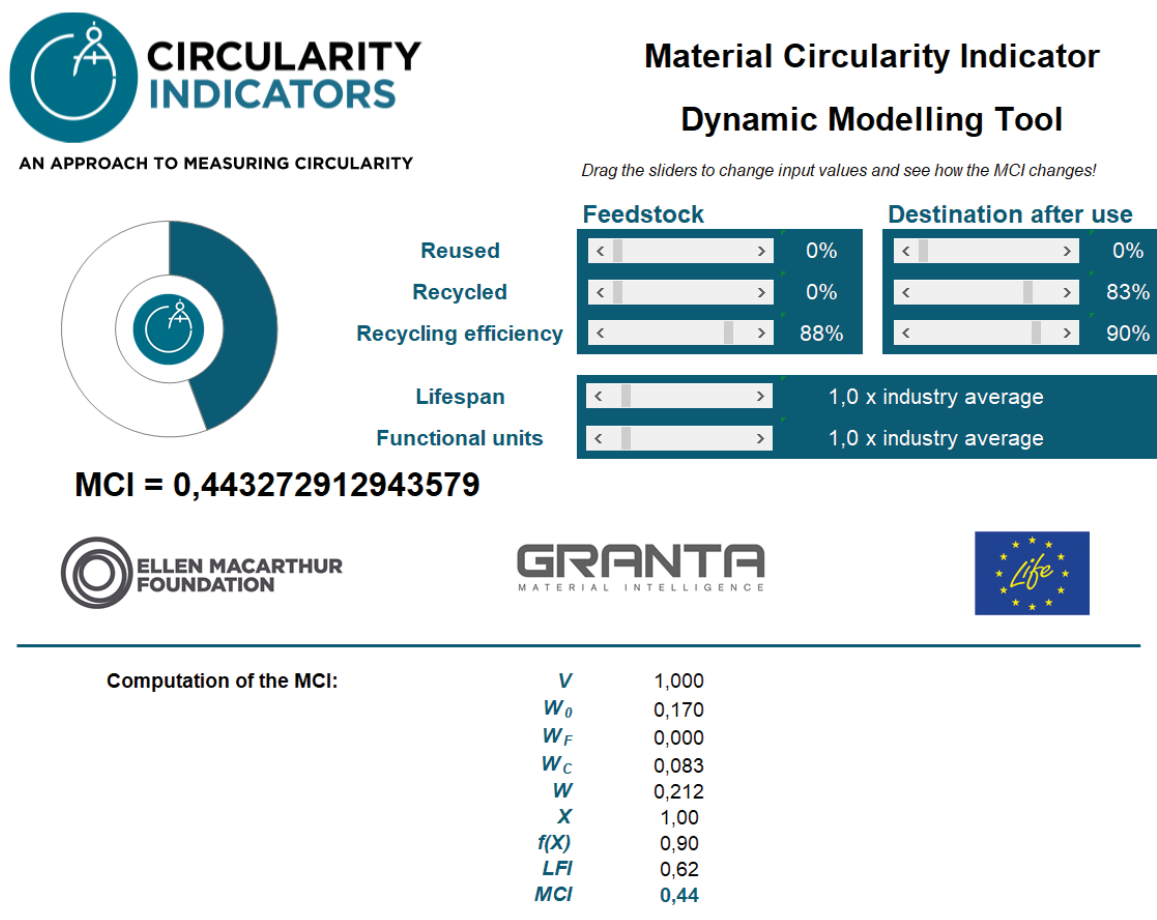 CIRCULARITY
INDICATORS
AN APPROACH TO MEASURING CIRCULARITY
Material Circularity Indicator
Dynamic Modelling Tool
Drag the sliders to change input values and see how the MCI changes!
Feedstock Destination after use
Reused 0% 0%
Recycled 0% 83%
Recycling efficiency 88% 90%
Lifespan 1,0 x industry average
Functional units 1,0 x industry average
MCI = 0,443272912943579
ELLEN MACARTHUR
FOUNDATION
GRANTA
MATERIAL INTELLIGENCE
Life
Computation of the MCI: V 1,000
W0 0,170
WF 0,000
WC 0,083
W 0,212
X 1,00
f(X) 0,90
LFI 0,62
MCI 0,44